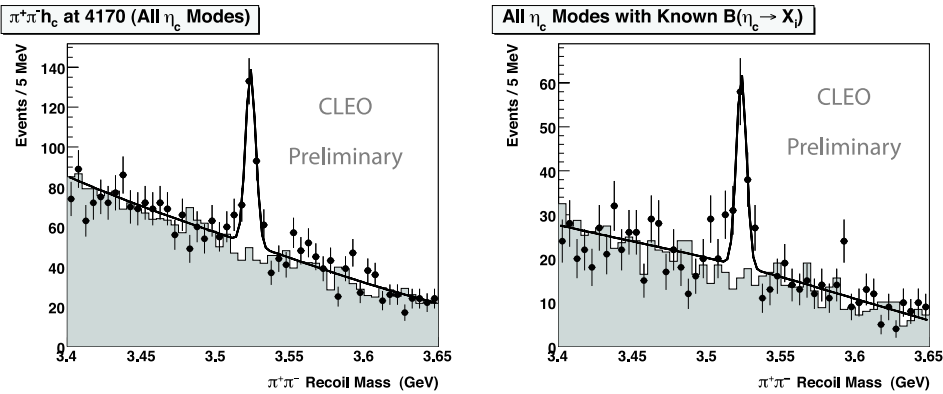 π⁺π⁻h_c at 4170 (All η_c Modes)
Events / 5 MeV
140
120
100
80
60
40
20
0
CLEO
Preliminary
3.4 3.45 3.5 3.55 3.6 3.65
π⁺π⁻ Recoil Mass (GeV)
All η_c Modes with Known B(η_c → X_i)
Events / 5 MeV
60
50
40
30
20
10
0
CLEO
Preliminary
3.4 3.45 3.5 3.55 3.6 3.65
π⁺π⁻ Recoil Mass (GeV)